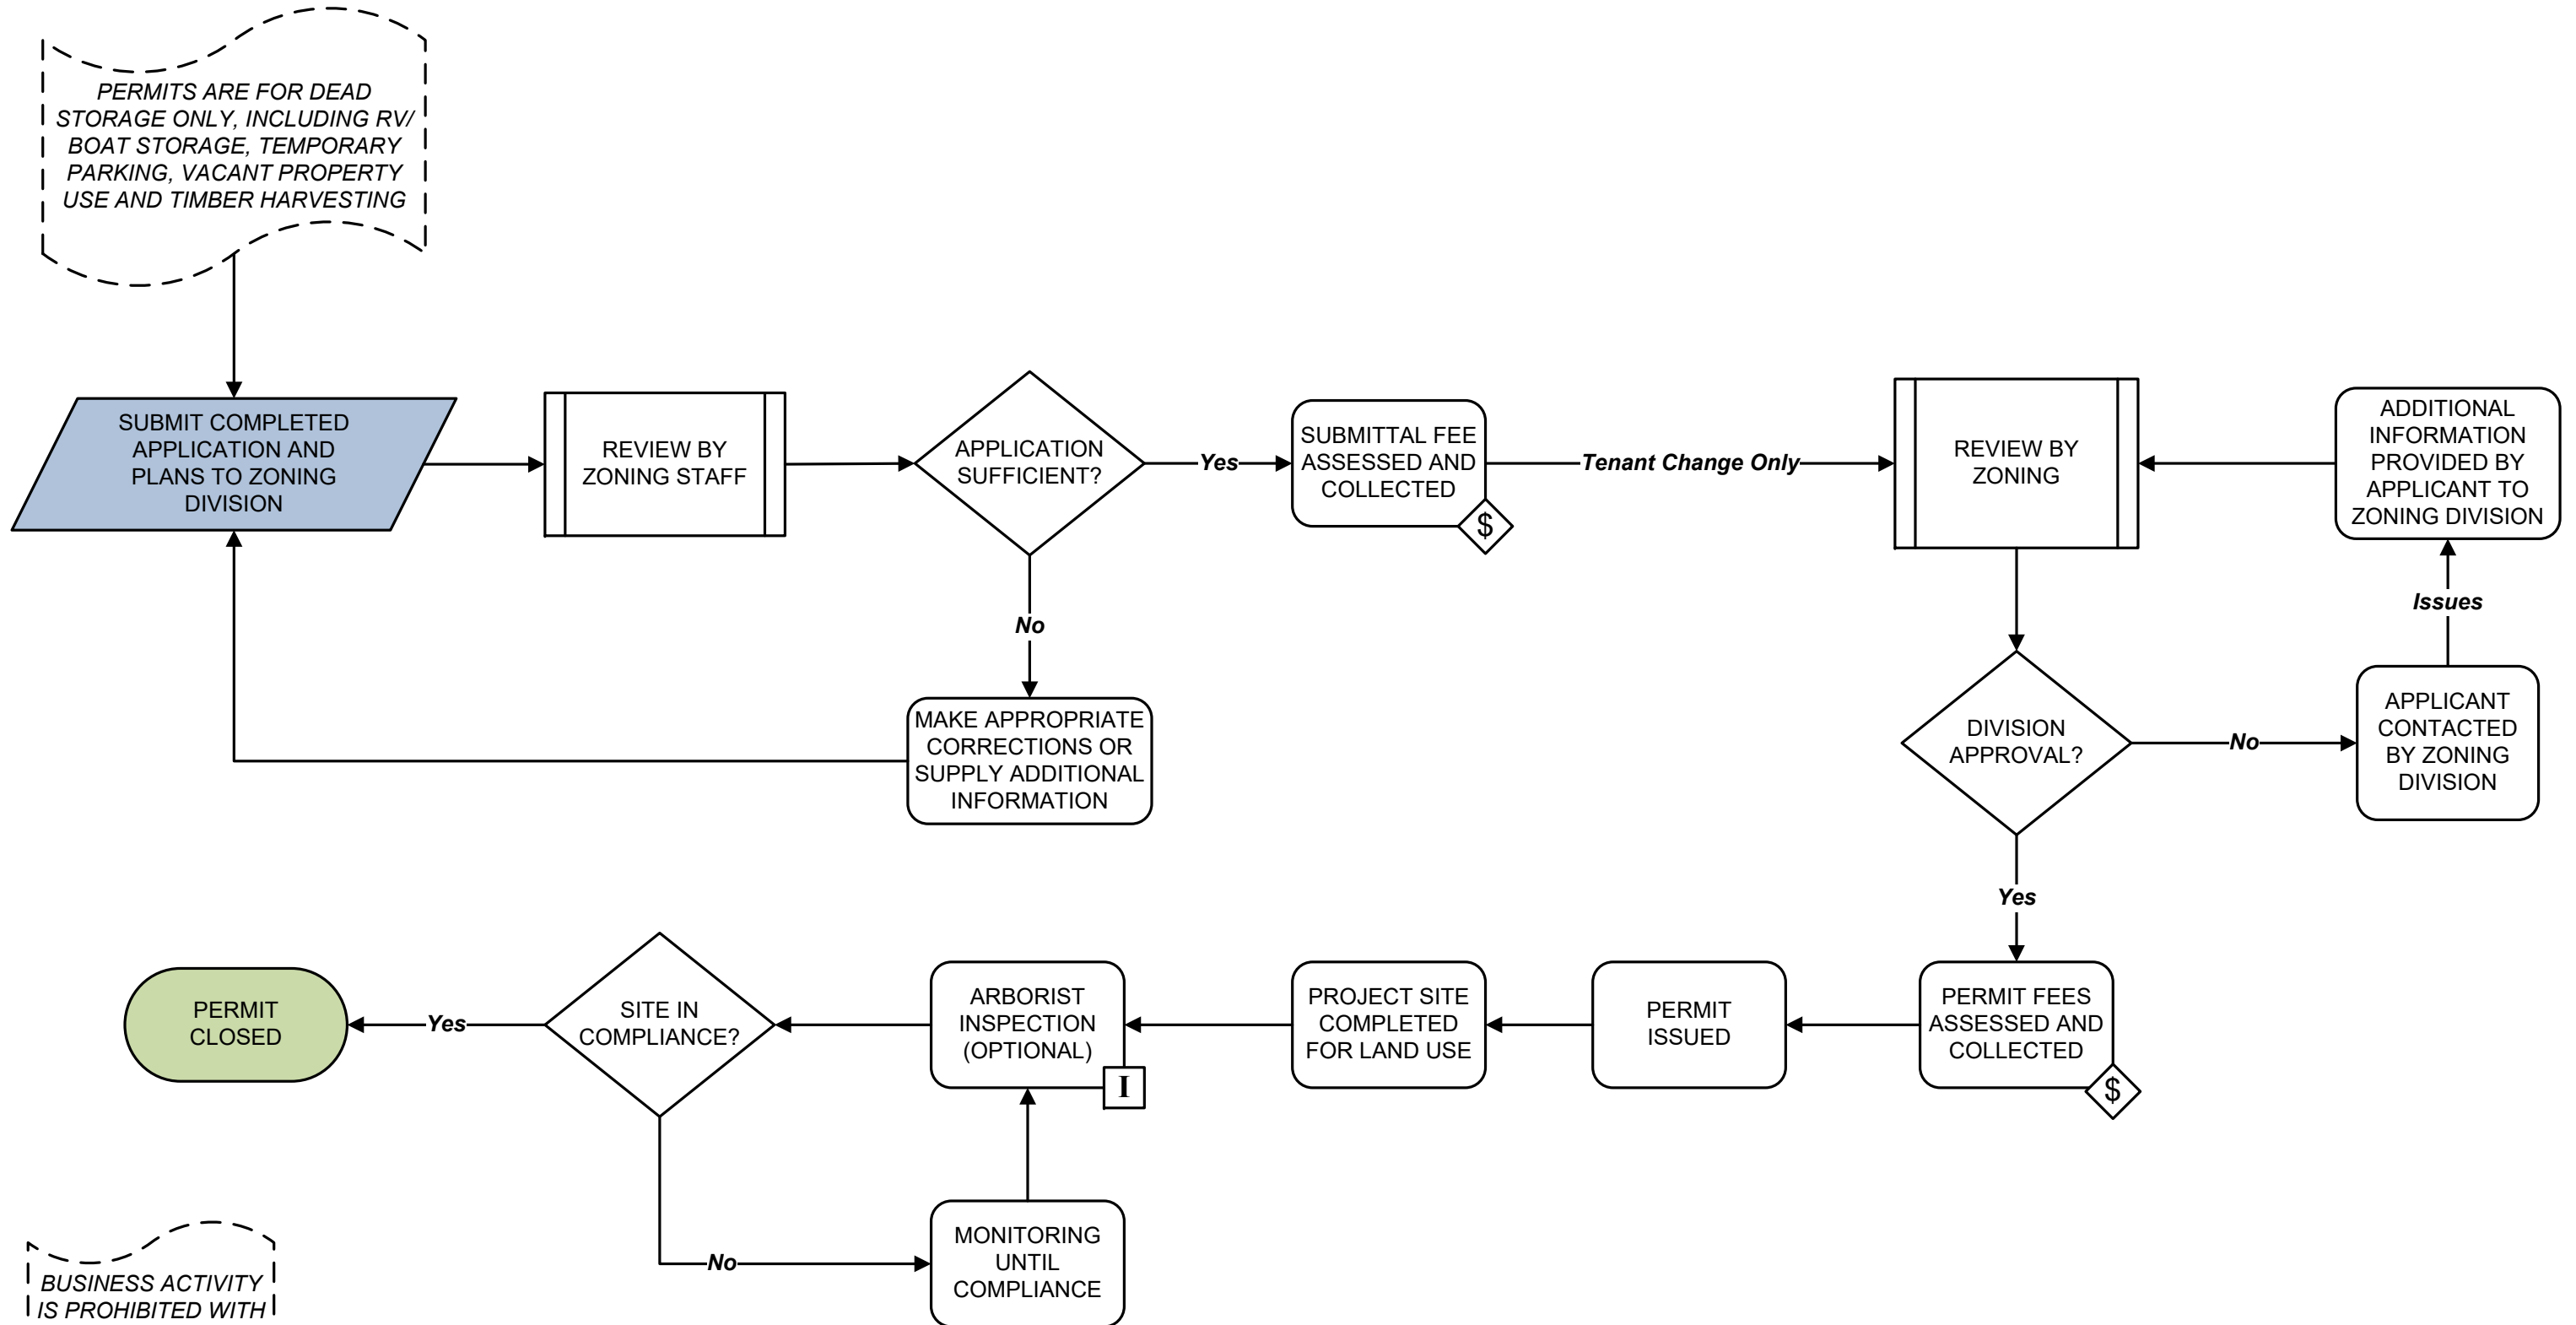 PERMITS ARE FOR DEAD
STORAGE ONLY, INCLUDING RV/
BOAT STORAGE, TEMPORARY
PARKING, VACANT PROPERTY
USE AND TIMBER HARVESTING
SUBMIT COMPLETED
APPLICATION AND
PLANS TO ZONING
DIVISION
REVIEW BY
ZONING STAFF
APPLICATION
SUFFICIENT?
Yes
SUBMITTAL FEE
ASSESSED AND
COLLECTED
$
Tenant Change Only
REVIEW BY
ZONING
ADDITIONAL
INFORMATION
PROVIDED BY
APPLICANT TO
ZONING DIVISION
Issues
No
MAKE APPROPRIATE
CORRECTIONS OR
SUPPLY ADDITIONAL
INFORMATION
DIVISION
APPROVAL?
No
APPLICANT
CONTACTED
BY ZONING
DIVISION
Yes
PERMIT
CLOSED
Yes
SITE IN
COMPLIANCE?
ARBORIST
INSPECTION
(OPTIONAL)
I
PROJECT SITE
COMPLETED
FOR LAND USE
PERMIT
ISSUED
PERMIT FEES
ASSESSED AND
COLLECTED
$
No
MONITORING
UNTIL
COMPLIANCE
BUSINESS ACTIVITY
IS PROHIBITED WITH